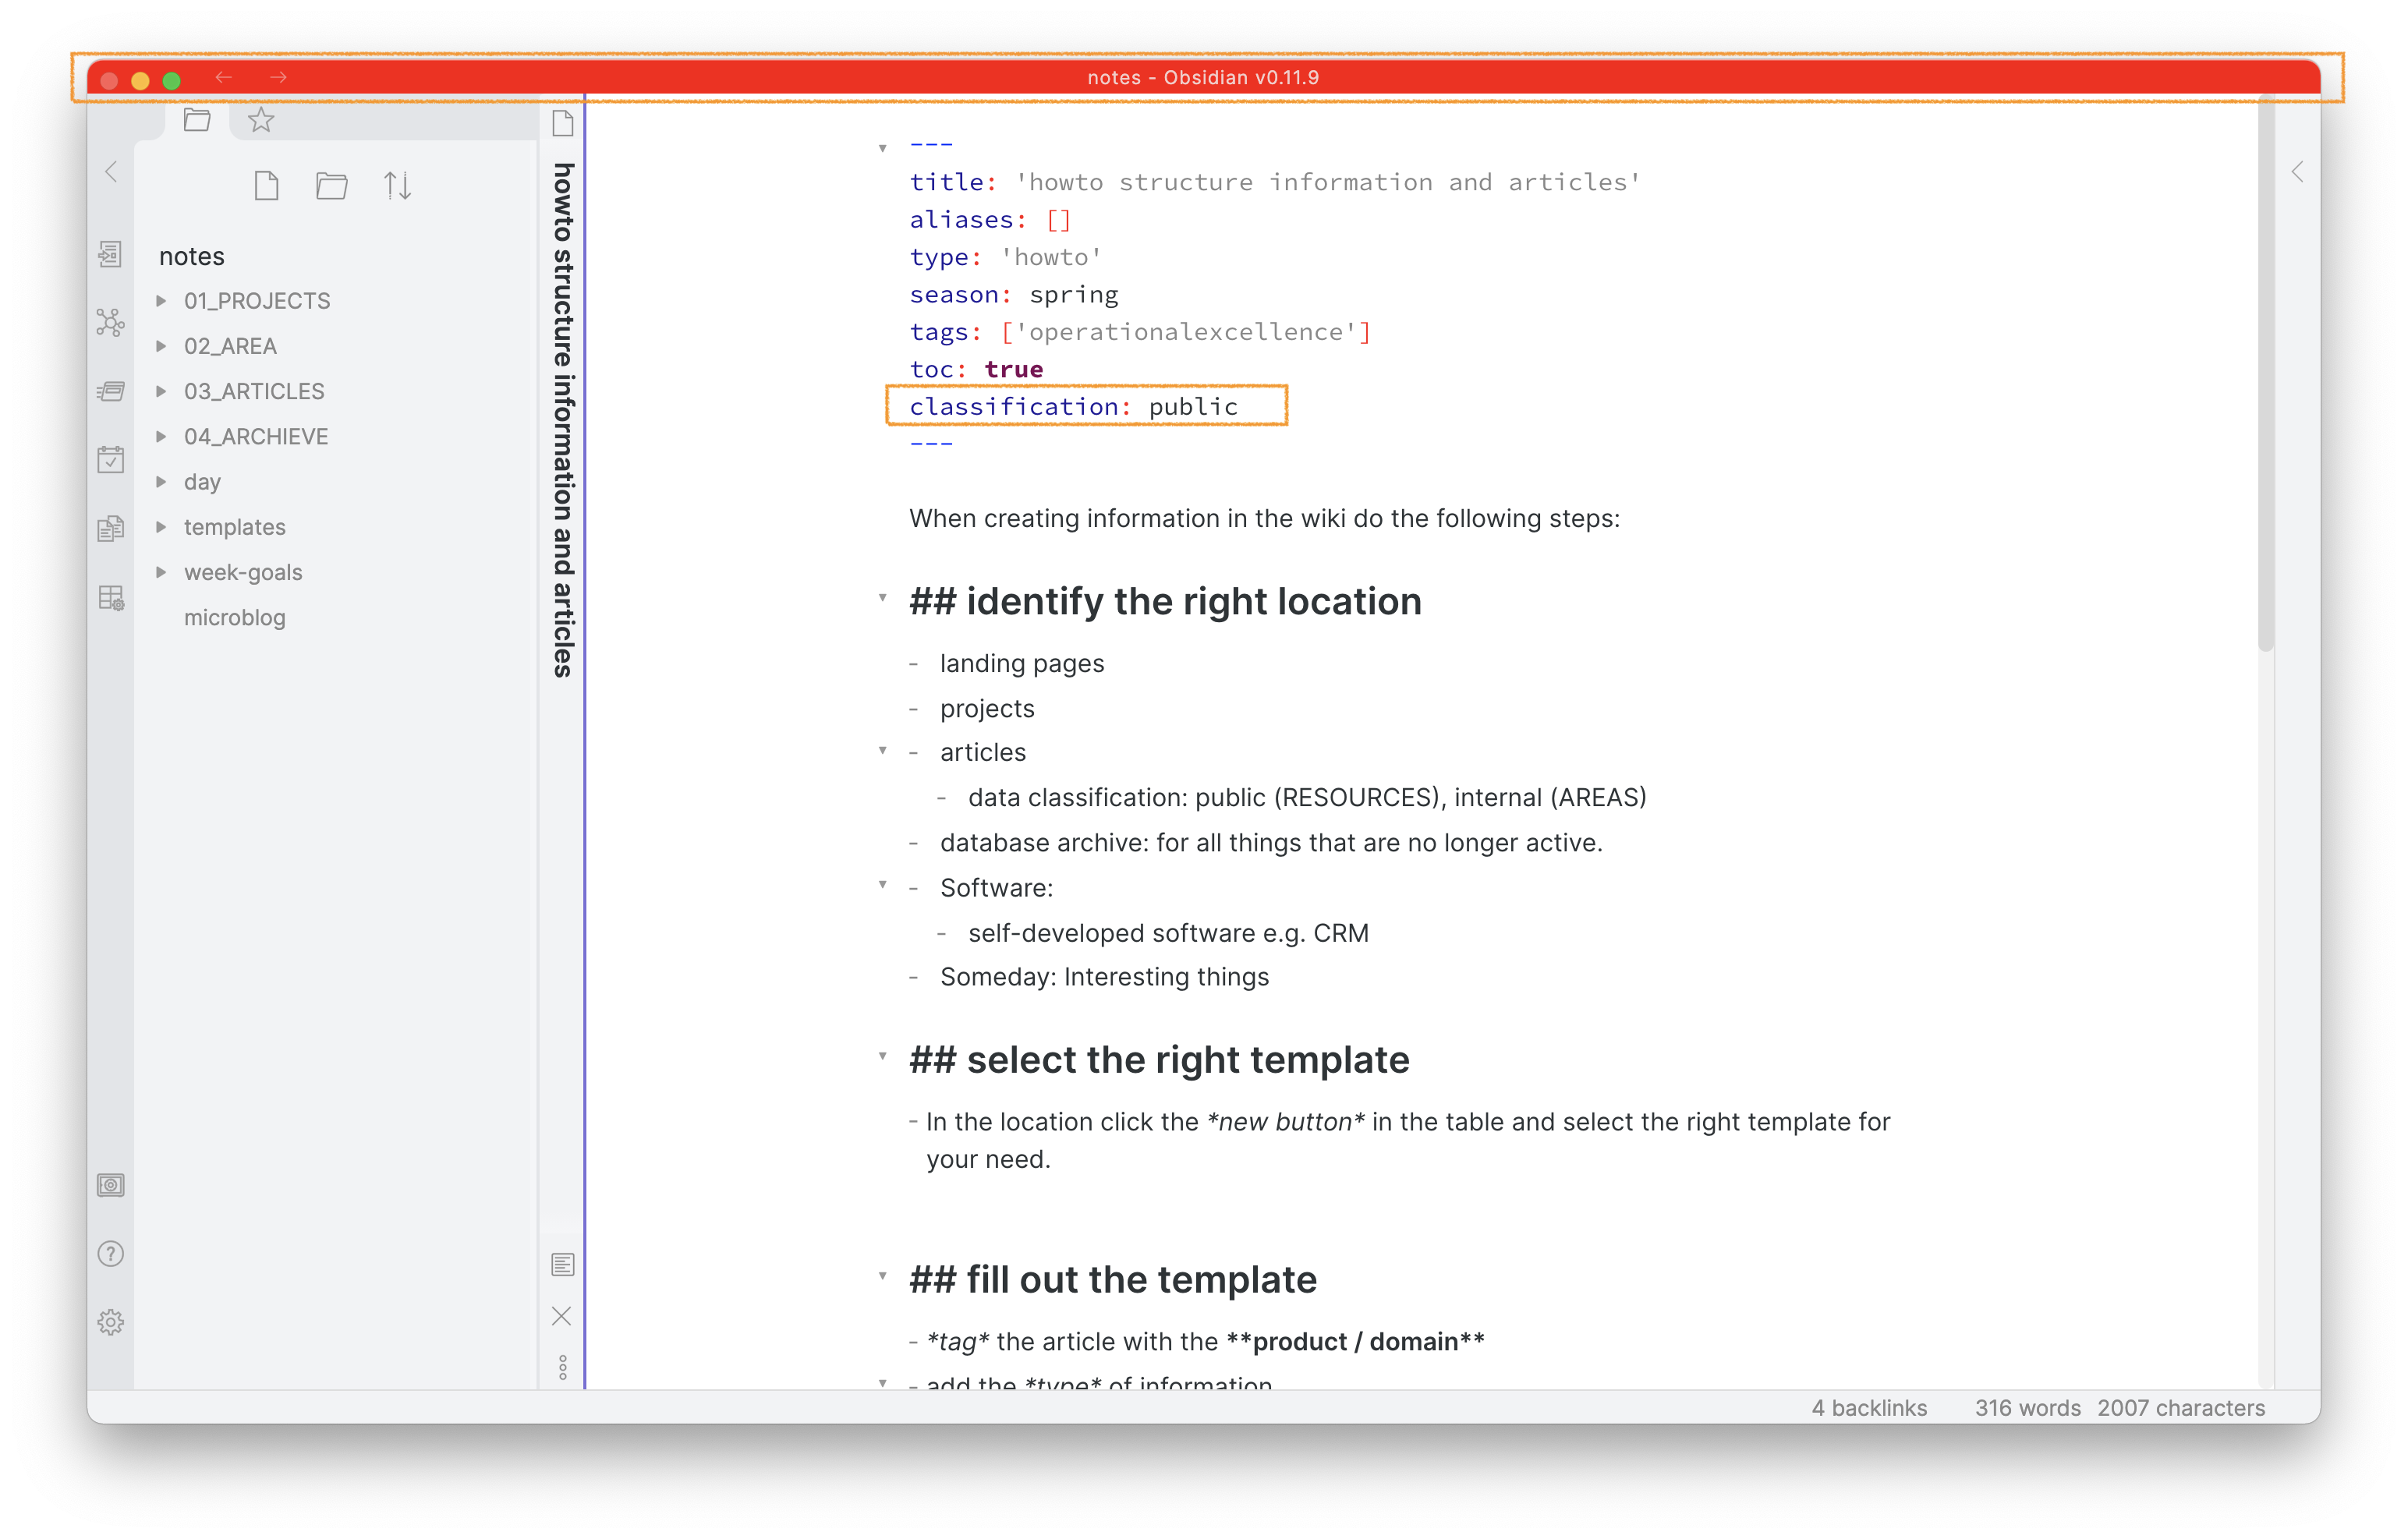 notes - Obsidian v0.11.9
notes
01_PROJECTS
02_AREA
03_ARTICLES
04_ARCHIEVE
day
templates
week-goals
microblog
howto structure information and articles
---
title: 'howto structure information and articles'
aliases: []
type: 'howto'
season: spring
tags: ['operationalexcellence']
toc: true
classification: public
---
When creating information in the wiki do the following steps:
## identify the right location
- landing pages
- projects
- articles
- data classification: public (RESOURCES), internal (AREAS)
- database archive: for all things that are no longer active.
- Software:
- self-developed software e.g. CRM
- Someday: Interesting things
## select the right template
- In the location click the *new button* in the table and select the right template for
your need.
## fill out the template
- *tag* the article with the **product / domain**
- add the *type* of information
4 backlinks 316 words 2007 characters